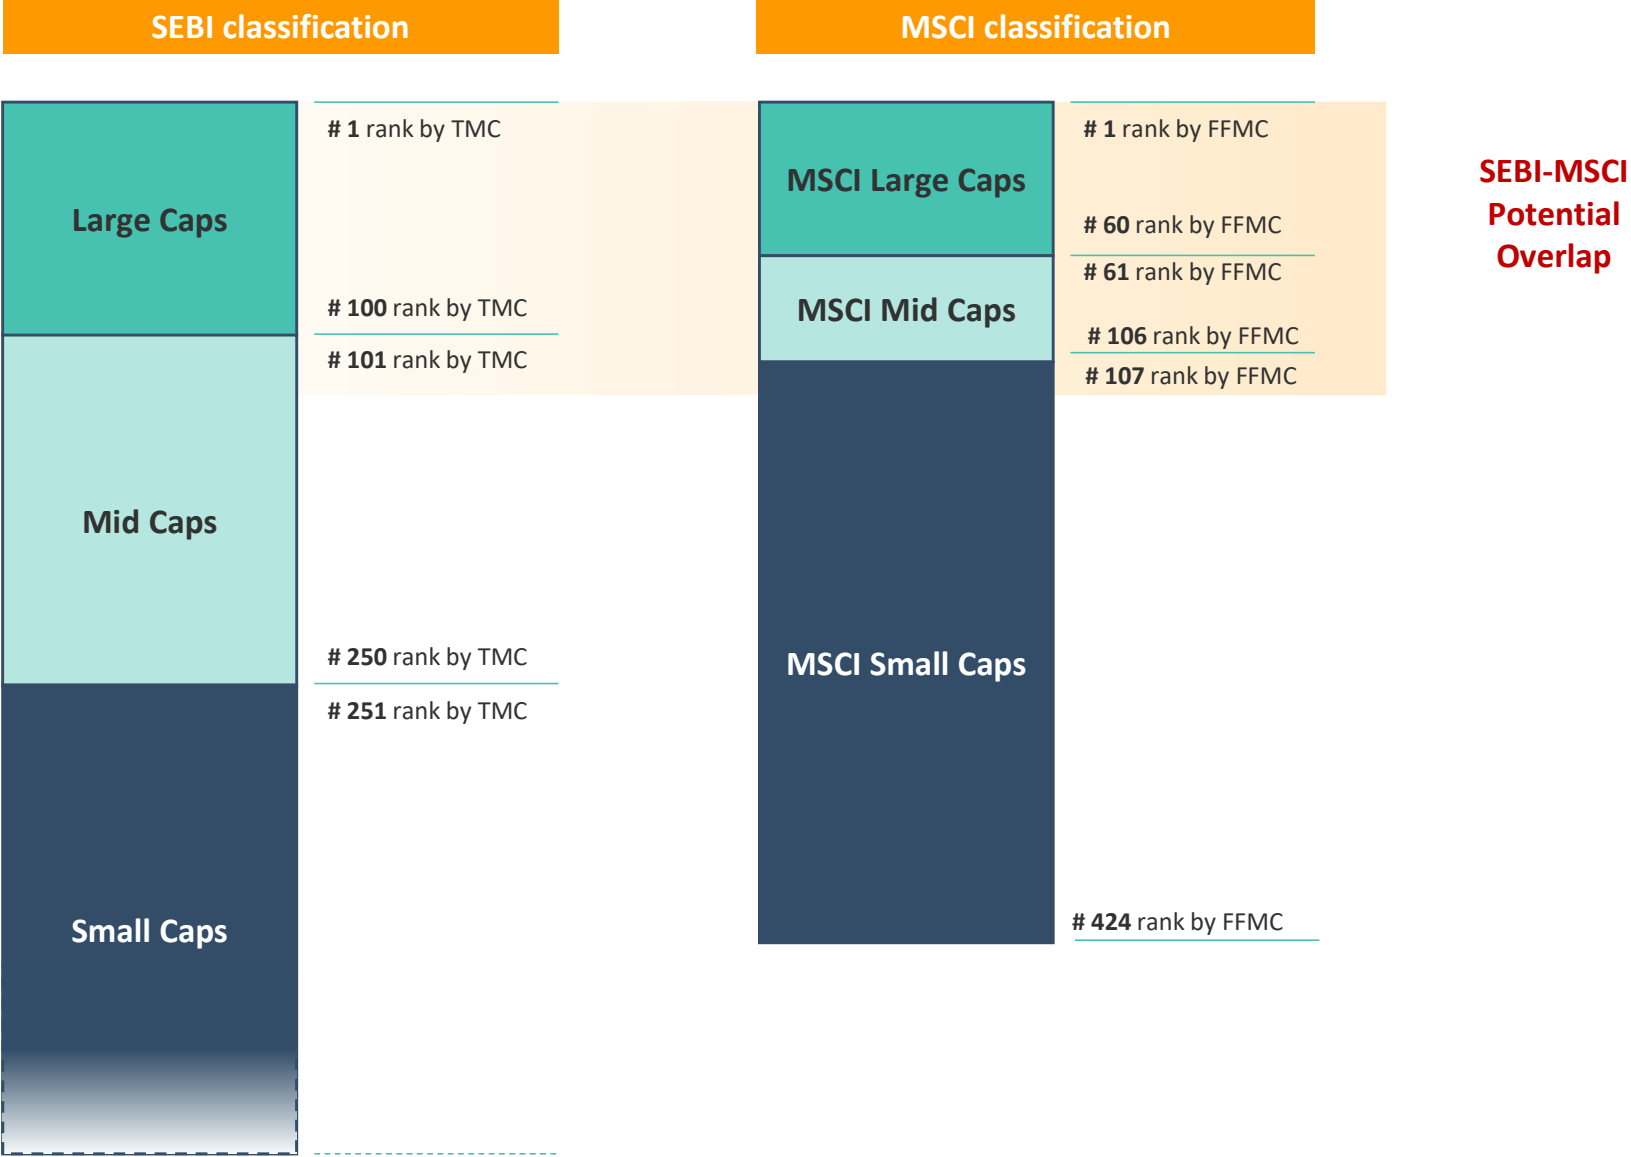 SEBI classification
MSCI classification
# 1 rank by TMC
Large Caps
# 100 rank by TMC
# 101 rank by TMC
Mid Caps
# 250 rank by TMC
# 251 rank by TMC
Small Caps
# 1 rank by FFMC
MSCI Large Caps
# 60 rank by FFMC
# 61 rank by FFMC
MSCI Mid Caps
# 106 rank by FFMC
# 107 rank by FFMC
MSCI Small Caps
# 424 rank by FFMC
SEBI-MSCI
Potential
Overlap